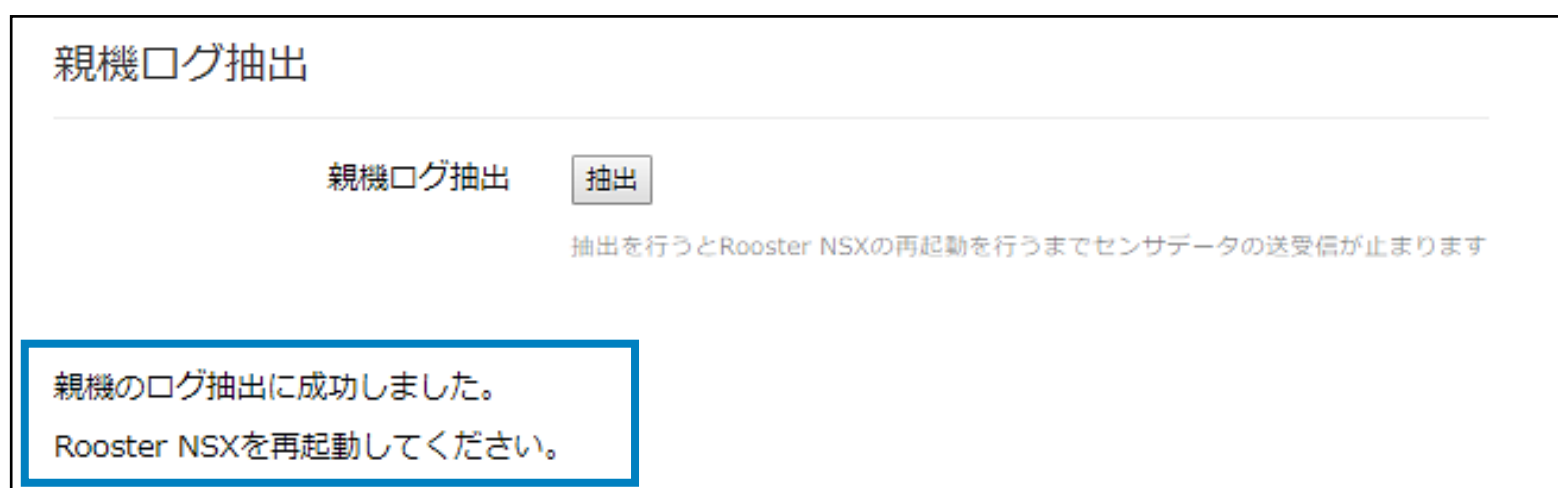 親機ログ抽出
親機ログ抽出 抽出
抽出を行うとRooster NSXの再起動を行うまでセンサデータの送受信が止まります
親機のログ抽出に成功しました。
Rooster NSXを再起動してください。